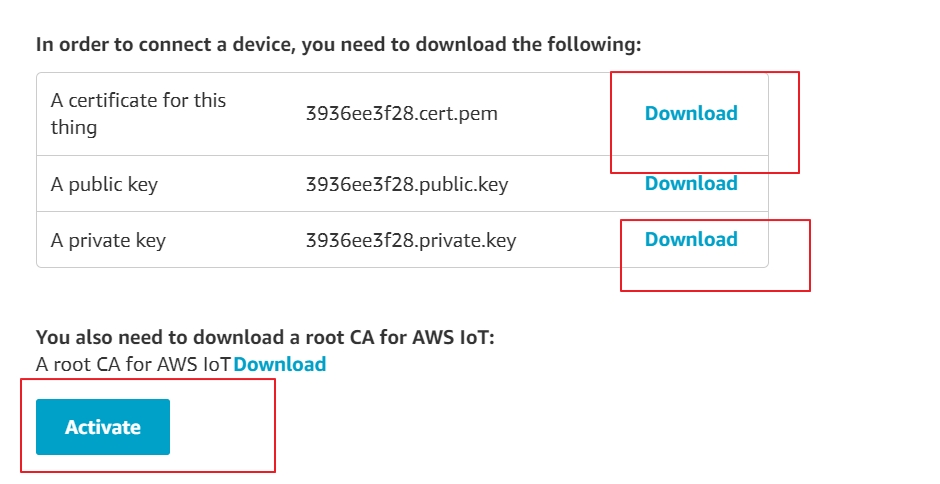 In order to connect a device, you need to download the following:
A certificate for this
thing
3936ee3f28.cert.pem
Download
A public key
3936ee3f28.public.key
Download
A private key
3936ee3f28.private.key
Download
You also need to download a root CA for AWS IoT:
A root CA for AWS IoT Download
Activate